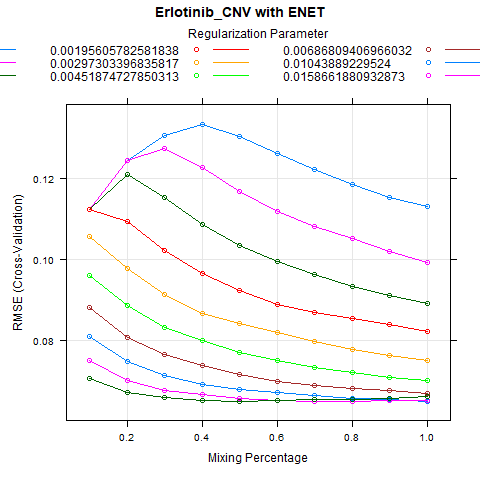 Erlotinib_CNV with ENET
Regularization Parameter
0.00195605782581838 0.00686809406966032
0.00297303396835817 0.01043889229524
0.00451874727850313 0.0158661880932873
0.12
0.10
0.08
RMSE (Cross-Validation)
0.2 0.4 0.6 0.8 1.0
Mixing Percentage